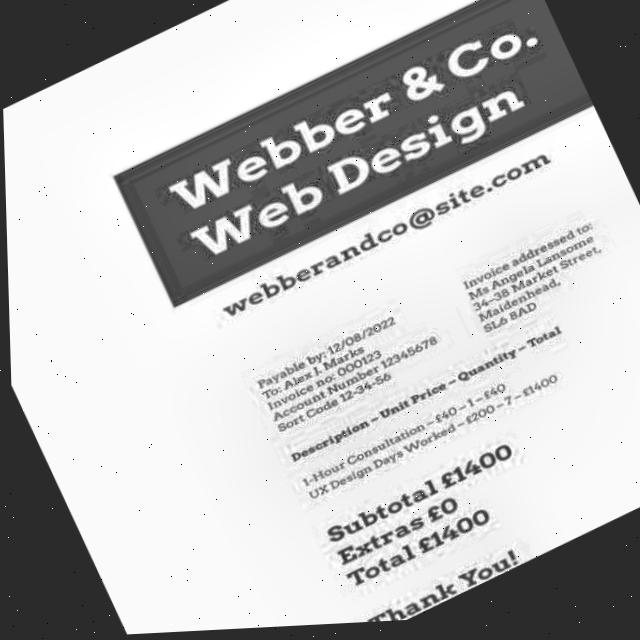 Webber & Co.
Web Design
webberandco@site.com
Invoice addressed to:
Ms Angela Lansome
34-38 Market Street,
Maidenhead,
SL6 8AD
Payable by: 12/08/2022
To: Alex J. Marks
Invoice no: 000123
Account Number 12345678
Sort Code 12-34-56
Description – Unit Price – Quantity – Total
1-Hour Consultation – £40 – 1 – £40
UX Design Days Worked – £200 – 7 – £1400
Subtotal £1400
Extras £0
Total £1400
Thank You!